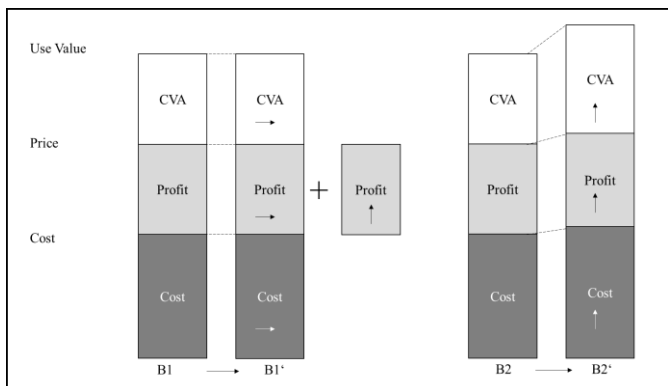 Use Value
CVA CVA CVA CVA
Price
Profit Profit + Profit Profit Profit
Cost
Cost Cost Cost Cost
B1 B1‘ B2 B2‘